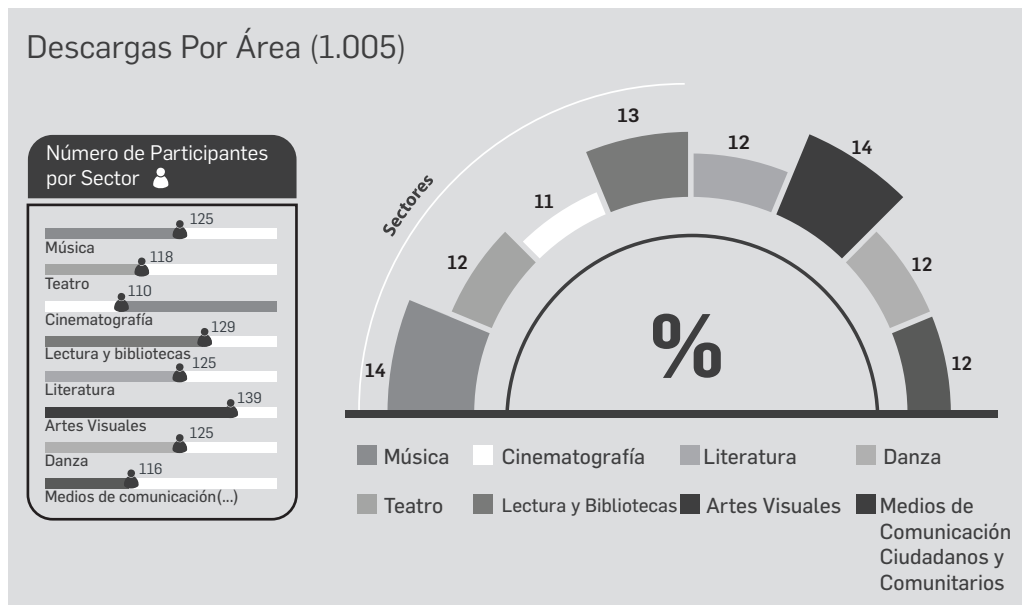 Descargas Por Área (1.005)
Número de Participantes
por Sector
125
Música
118
Teatro
110
Cinematografía
129
Lectura y bibliotecas
125
Literatura
139
Artes Visuales
125
Danza
116
Medios de comunicación(...)
Sectores
14
12
11
13
12
14
12
12
%
Música
Cinematografía
Literatura
Danza
Teatro
Lectura y Bibliotecas
Artes Visuales
Medios de
Comunicación
Ciudadanos y
Comunitarios